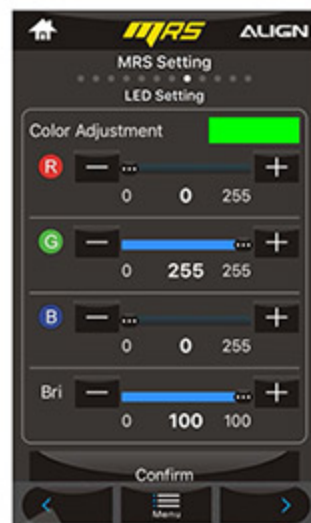 MRS ALIGN
MRS Setting
LED Setting
Color Adjustment
R
0 0 255
G
0 255 255
B
0 0 255
Bri
0 100 100
Confirm
Menu